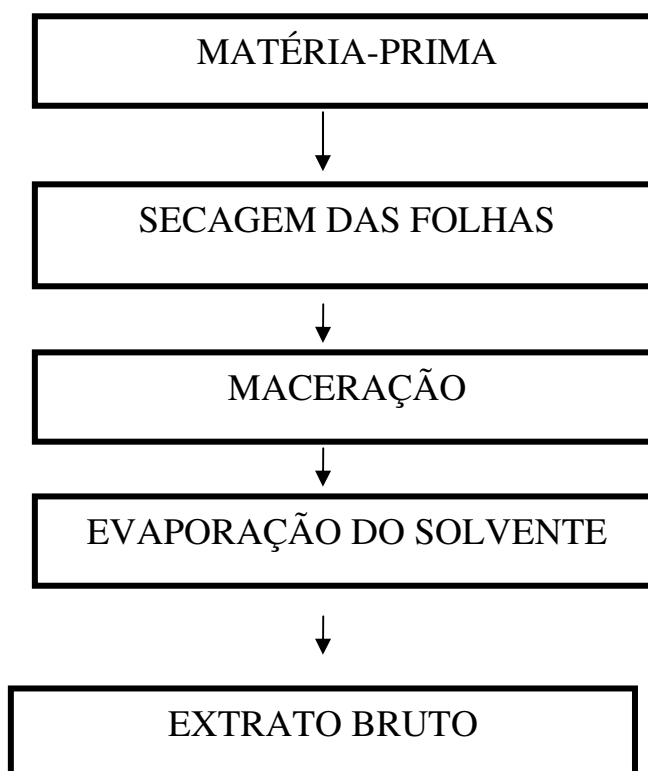 MATÉRIA-PRIMA
SECAGEM DAS FOLHAS
MACERAÇÃO
EVAPORAÇÃO DO SOLVENTE
EXTRATO BRUTO